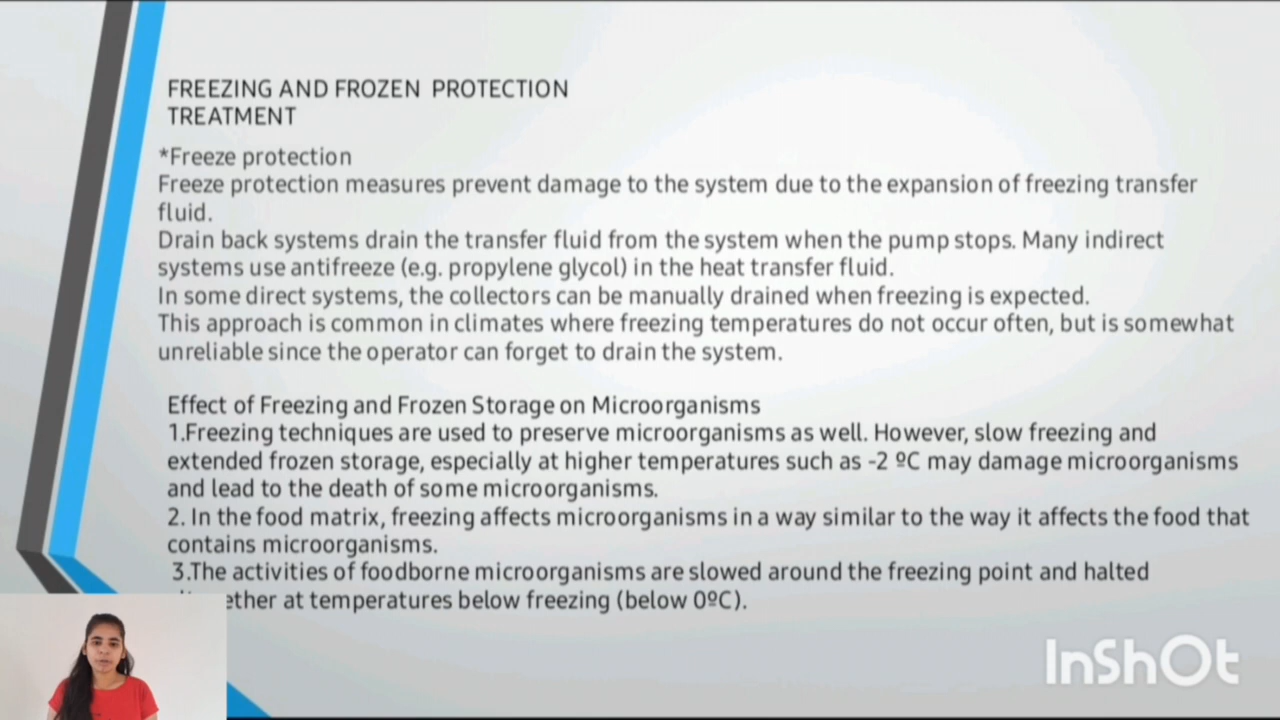 FREEZING AND FROZEN PROTECTION
TREATMENT
*Freeze protection
Freeze protection measures prevent damage to the system due to the expansion of freezing transfer
fluid.
Drain back systems drain the transfer fluid from the system when the pump stops. Many indirect
systems use antifreeze (e.g. propylene glycol) in the heat transfer fluid.
In some direct systems, the collectors can be manually drained when freezing is expected.
This approach is common in climates where freezing temperatures do not occur often, but is somewhat
unreliable since the operator can forget to drain the system.
Effect of Freezing and Frozen Storage on Microorganisms
1.Freezing techniques are used to preserve microorganisms as well. However, slow freezing and
extended frozen storage, especially at higher temperatures such as -2 ºC may damage microorganisms
and lead to the death of some microorganisms.
2. In the food matrix, freezing affects microorganisms in a way similar to the way it affects the food that
contains microorganisms.
3.The activities of foodborne microorganisms are slowed around the freezing point and halted
at temperatures below freezing (below 0ºC).
InShOt